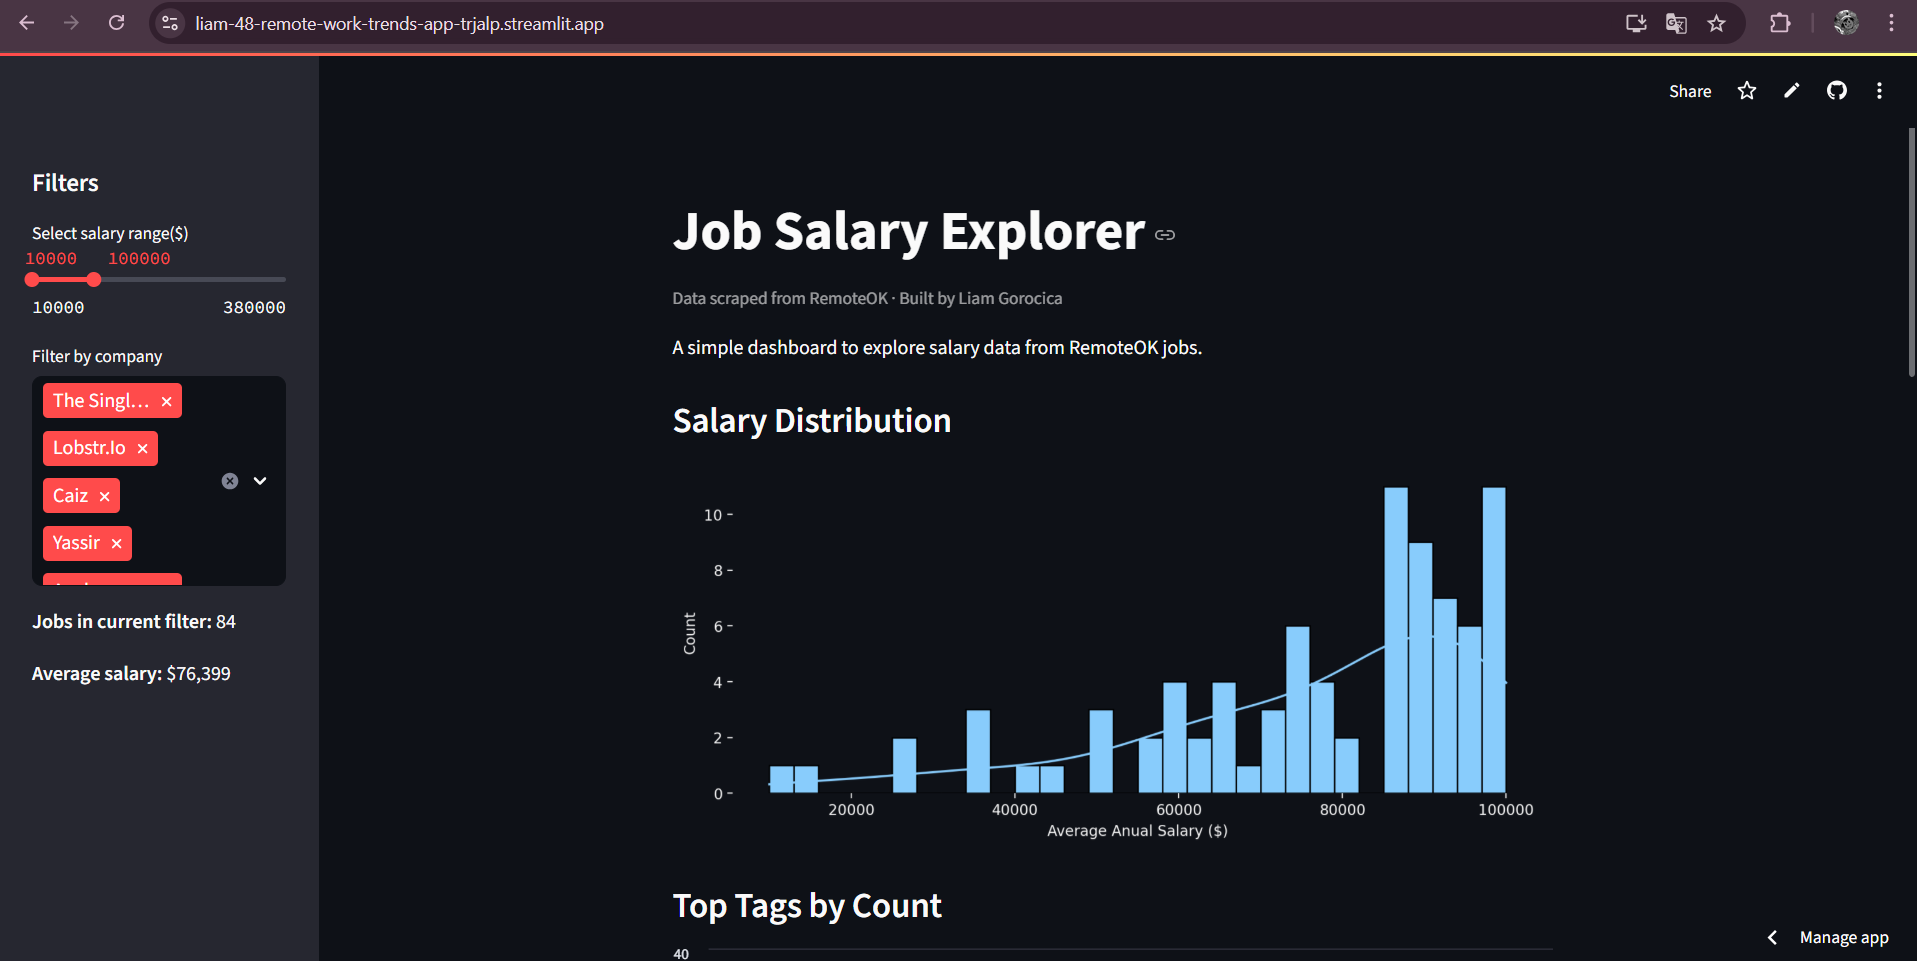 liam-48-remote-work-trends-app-trjalp.streamlit.app
Share
Filters
Select salary range($)
10000 100000
10000 380000
Filter by company
The Singl...
Lobstr.Io
Caiz
Yassir
Jobs in current filter: 84
Average salary: $76,399
Job Salary Explorer
Data scraped from RemoteOK · Built by Liam Gorocica
A simple dashboard to explore salary data from RemoteOK jobs.
Salary Distribution
10
8
6
4
2
0
Count
20000 40000 60000 80000 100000
Average Anual Salary ($)
Top Tags by Count
40
Manage app